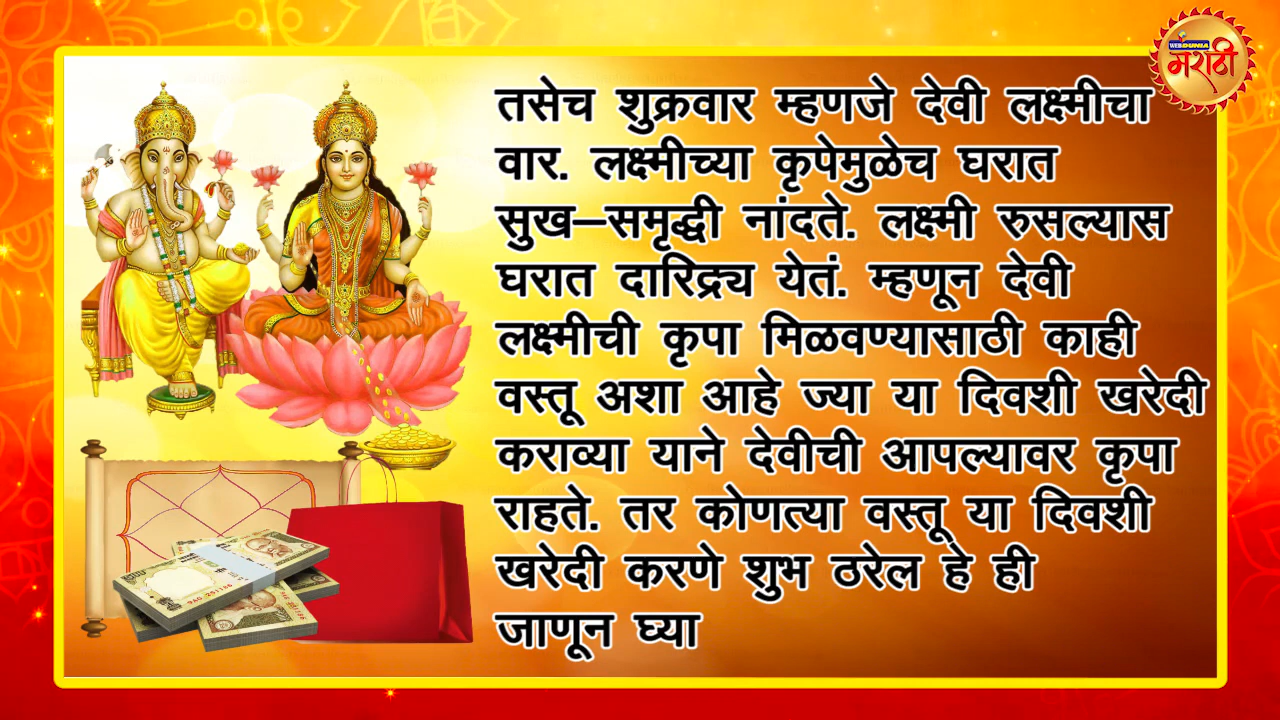 WEBDUNIA
मराठी
तसेच शुक्रवार म्हणजे देवी लक्ष्मीचा
वार. लक्ष्मीच्या कृपेमुळेच घरात
सुख–समृद्धी नांदते. लक्ष्मी रुसल्यास
घरात दारिद्र्य येतं. म्हणून देवी
लक्ष्मीची कृपा मिळवण्यासाठी काही
वस्तू अशा आहे ज्या या दिवशी खरेदी
कराव्या याने देवीची आपल्यावर कृपा
राहते. तर कोणत्या वस्तू या दिवशी
खरेदी करणे शुभ ठरेल हे ही
जाणून घ्या